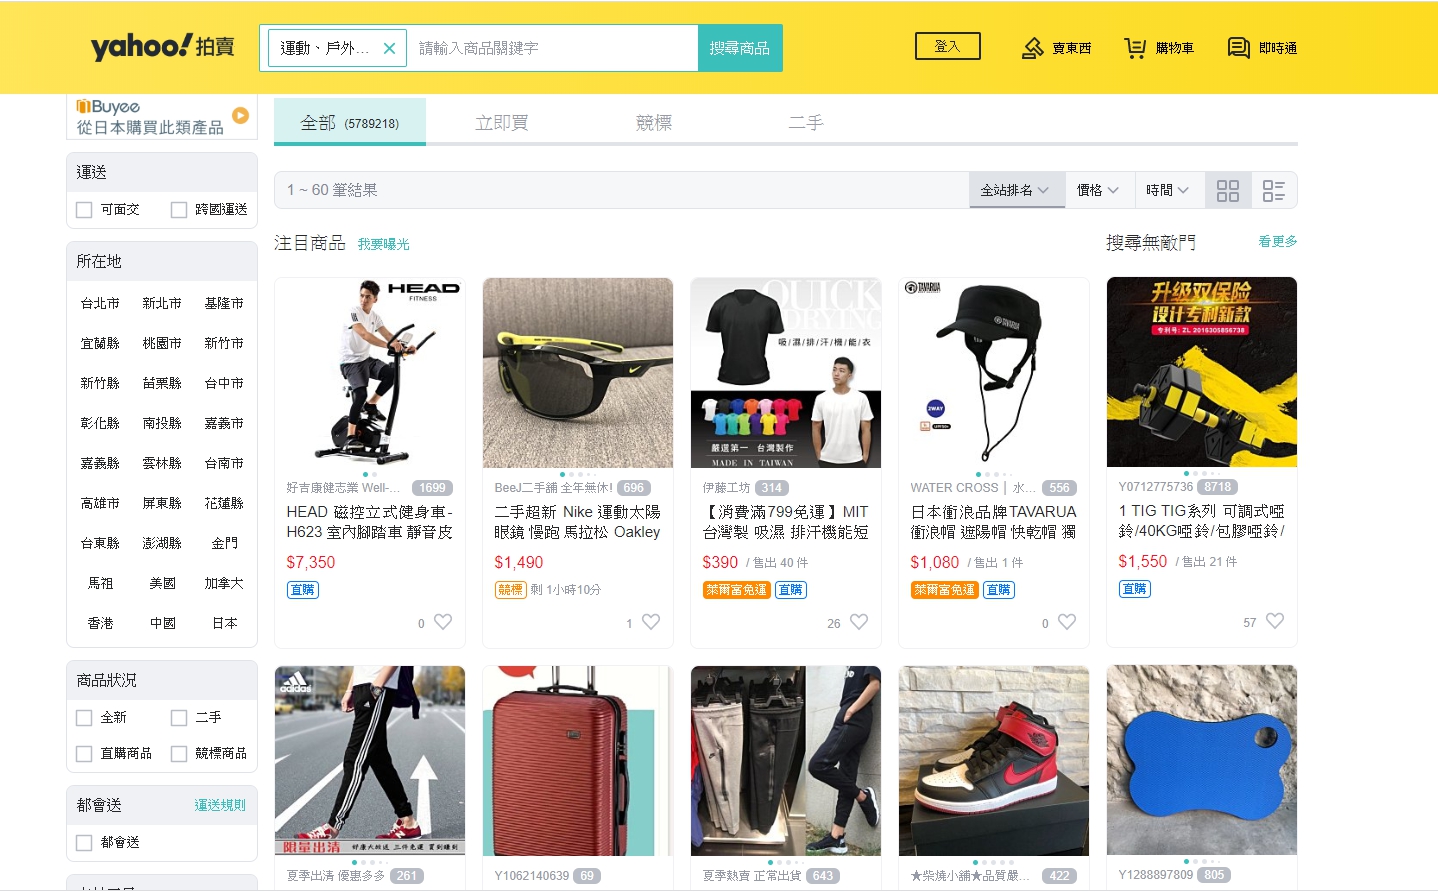 yahoo!拍賣
運動、戶外... ×
請輸入商品關鍵字
搜尋商品
登入
賣東西
購物車
即時通
Buyee
從日本購買此類產品
全部 (5789218)
立即買
競標
二手
運送
可面交
跨國運送
1 ~ 60 筆結果
全站排名
價格
時間
所在地
台北市 新北市 基隆市
宜蘭縣 桃園市 新竹市
新竹縣 苗栗縣 台中市
彰化縣 南投縣 嘉義市
嘉義縣 雲林縣 台南市
高雄市 屏東縣 花蓮縣
台東縣 澎湖縣 金門
馬祖 美國 加拿大
香港 中國 日本
商品狀況
全新 二手
直購商品 競標商品
都會送 運送規則
都會送
注目商品 我要曝光
搜尋無敵門 看更多
HEAD
FITNESS
好吉康健志業 Well-... 1699
HEAD 磁控立式健身車-
H623 室內腳踏車 靜音皮
$7,350
直購
0
BeeJ二手舖 全年無休! 696
二手超新 Nike 運動太陽
眼鏡 慢跑 馬拉松 Oakley
$1,490
競標 剩 1小時10分
1
QUICK
DRYING
吸/濕/排/汗/機/能/衣
嚴選第一 台灣製作
MADE IN TAIWAN
伊藤工坊 314
【消費滿799免運】MIT
台灣製 吸濕 排汗機能短
$390 / 售出 40 件
萊爾富免運 直購
26
TAVARUA
2WAY
WATER CROSS│ 水... 556
日本衝浪品牌TAVARUA
衝浪帽 遮陽帽 快乾帽 獨
$1,080 / 售出 1 件
萊爾富免運 直購
0
升级双保险
设计专利新款
专利号: ZL 2016305856738
Y0712775736 8718
1 TIG TIG系列 可調式啞
鈴/40KG啞鈴/包膠啞鈴/
$1,550 / 售出 21 件
直購
57
adidas
限量出清 好康大放送 三件免運 買到賺到
夏季出清 優惠多多 261
Y1062140639 69
夏季熱賣 正常出貨 643
★柴燒小舖★品質嚴... 422
Y1288897809 805